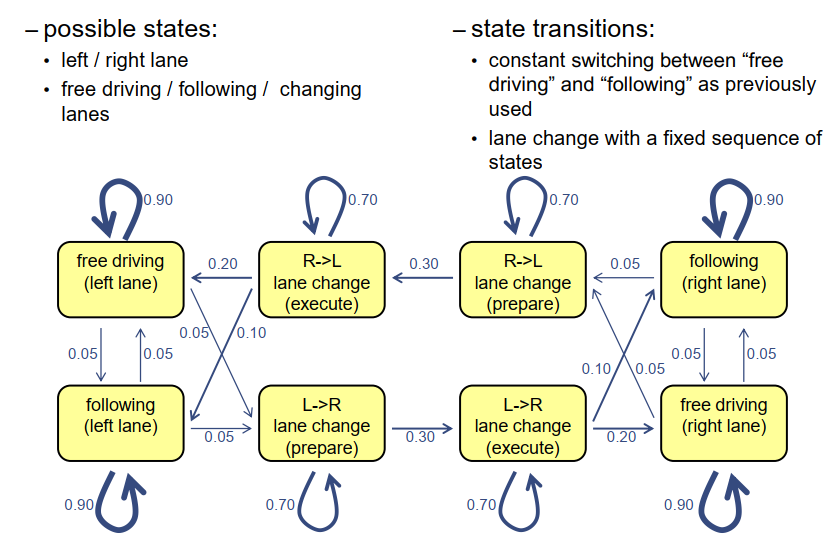 – possible states:
• left / right lane
• free driving / following / changing
lanes
– state transitions:
• constant switching between “free
driving” and “following” as previously
used
• lane change with a fixed sequence of
states
0.90
0.70
0.70
0.90
free driving
(left lane)
0.20
R->L
lane change
(execute)
0.30
R->L
lane change
(prepare)
0.05
following
(right lane)
0.05
0.05
0.05
0.10
0.10
0.05
0.05
0.05
following
(left lane)
0.05
L->R
lane change
(prepare)
0.30
L->R
lane change
(execute)
0.20
free driving
(right lane)
0.90
0.70
0.70
0.90